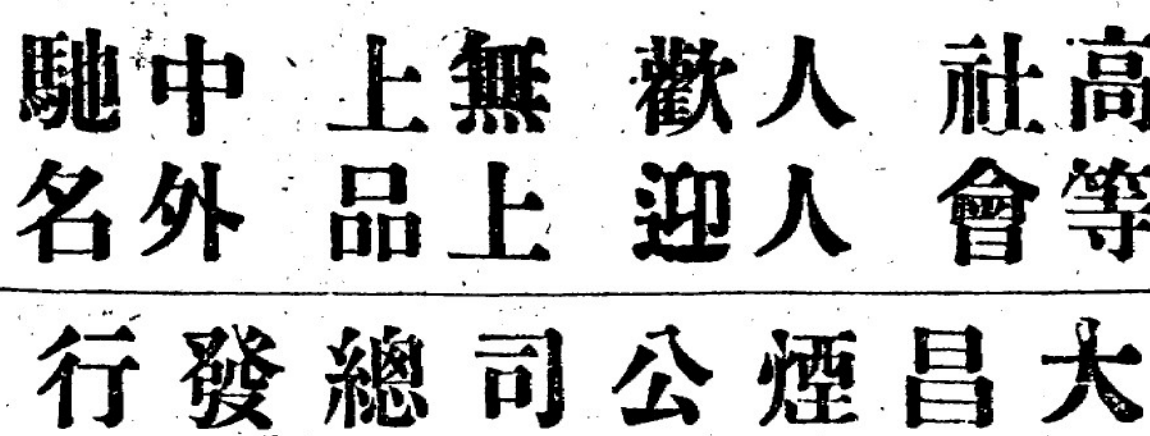 高等社會
人人歡迎
無上上品
中外馳名
大昌煙公司總發行